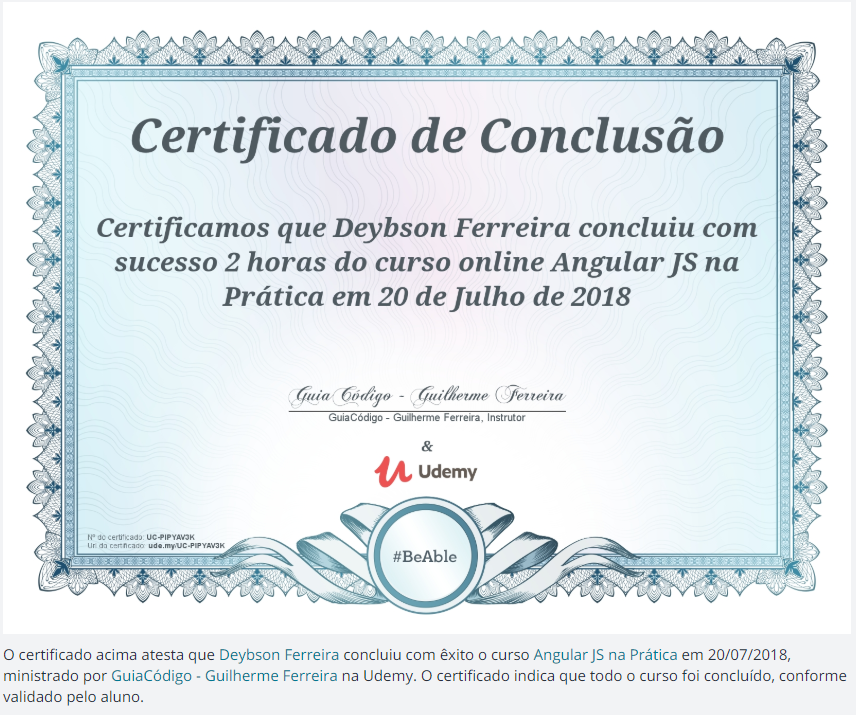 Certificado de Conclusão
Certificamos que Deybson Ferreira concluiu com
sucesso 2 horas do curso online Angular JS na
Prática em 20 de Julho de 2018
Guia Código - Guilherme Ferreira
GuiaCódigo - Guilherme Ferreira, Instrutor
&
Udemy
Nº do certificado: UC-PIPYAV3K
Url do certificado: ude.my/UC-PIPYAV3K
#BeAble
O certificado acima atesta que Deybson Ferreira concluiu com êxito o curso Angular JS na Prática em 20/07/2018,
ministrado por GuiaCódigo - Guilherme Ferreira na Udemy. O certificado indica que todo o curso foi concluído, conforme
validado pelo aluno.